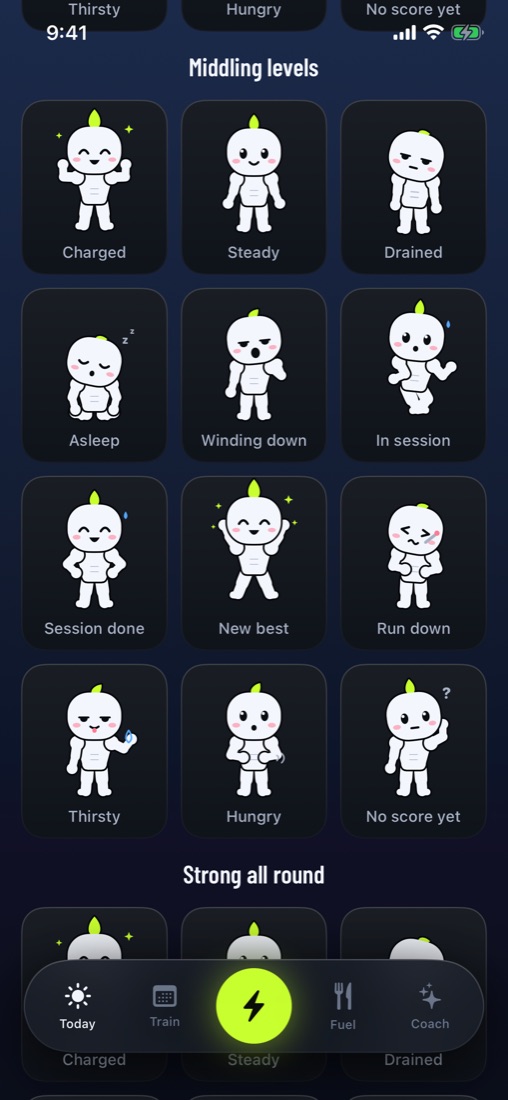 Thirsty
Hungry
No score yet
9:41
Middling levels
Charged
Steady
Drained
z z
Asleep
Winding down
In session
Session done
New best
Run down
?
Thirsty
Hungry
No score yet
Strong all round
Today
Train
Fuel
Coach
Charged
Steady
Drained